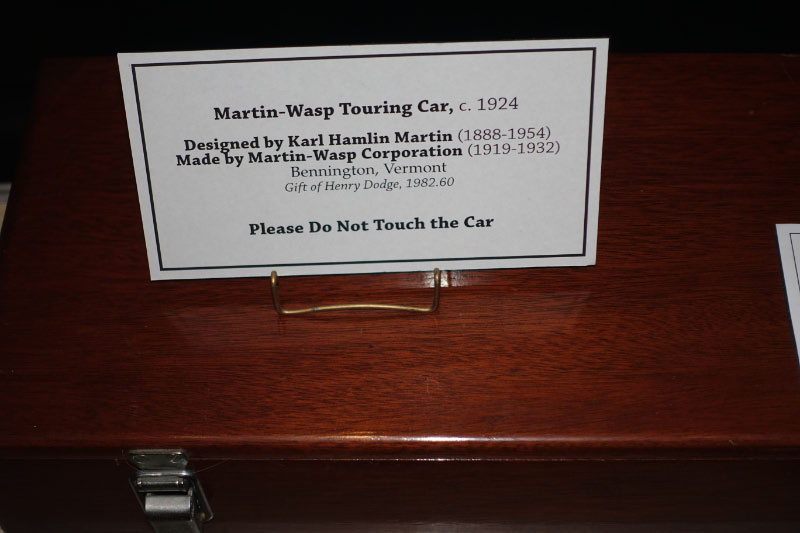 Martin-Wasp Touring Car, c. 1924
Designed by Karl Hamlin Martin (1888-1954)
Made by Martin-Wasp Corporation (1919-1932)
Bennington, Vermont
Gift of Henry Dodge, 1982.60
Please Do Not Touch the Car